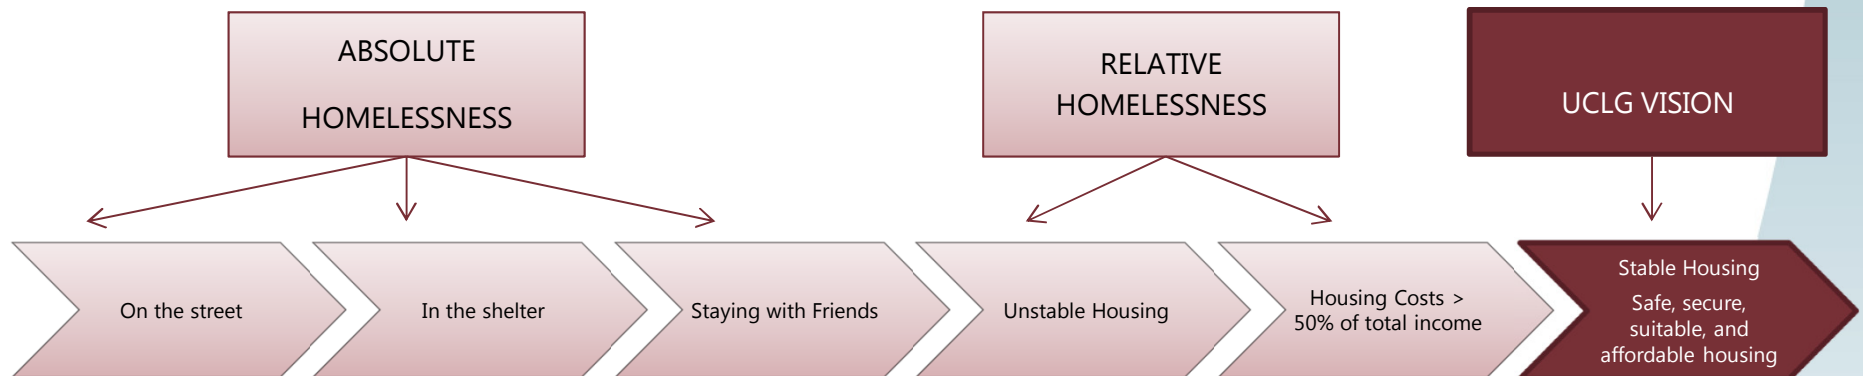 ABSOLUTE
HOMELESSNESS
RELATIVE
HOMELESSNESS
UCLG VISION
On the street
In the shelter
Staying with Friends
Unstable Housing
Housing Costs >
50% of total income
Stable Housing
Safe, secure,
suitable, and
affordable housing